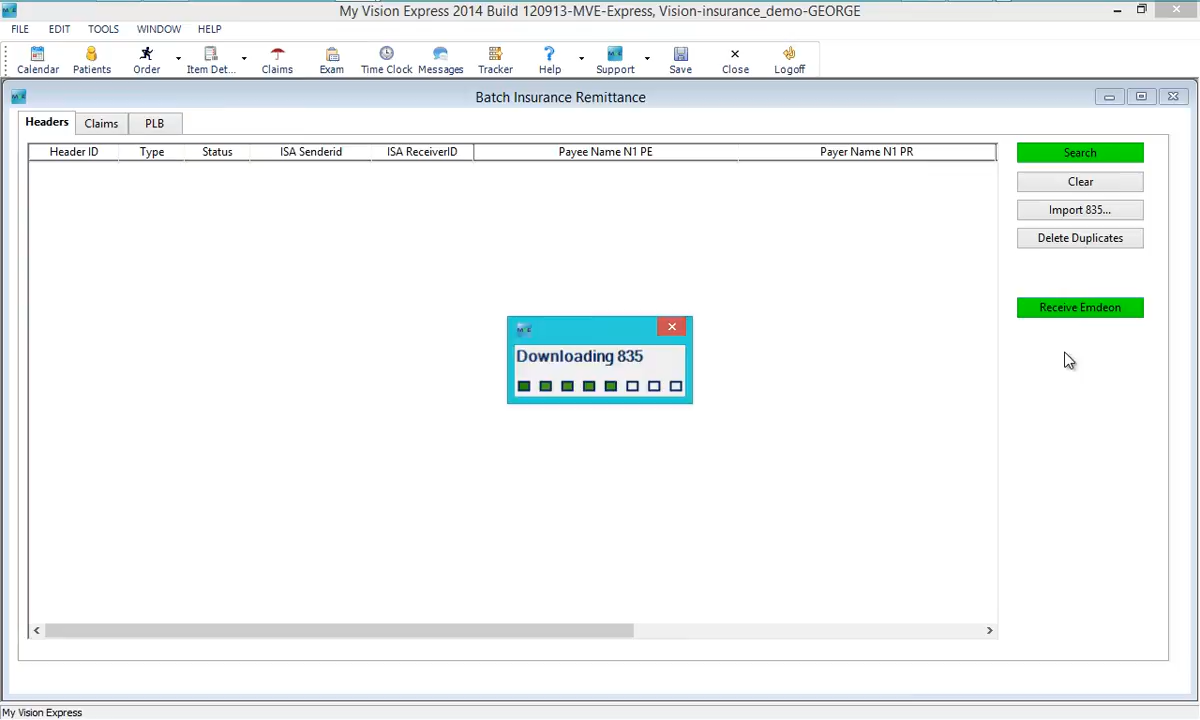 My Vision Express 2014 Build 120913-MVE-Express, Vision-insurance_demo-GEORGE
FILE EDIT TOOLS WINDOW HELP
Calendar Patients Order Item Det... Claims Exam Time Clock Messages Tracker Help Support Save Close Logoff
Batch Insurance Remittance
Headers Claims PLB
Header ID Type Status ISA Senderid ISA ReceiverID Payee Name N1 PE Payer Name N1 PR
Search
Clear
Import 835...
Delete Duplicates
Receive Emdeon
Downloading 835
My Vision Express